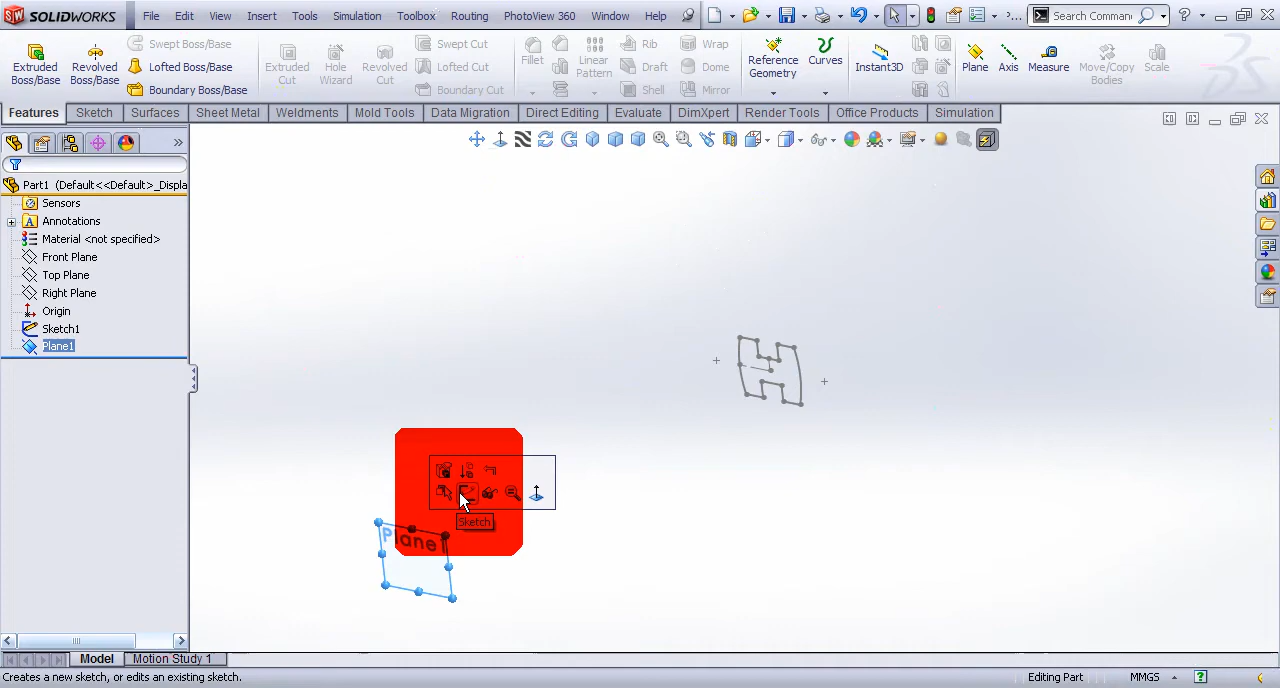 SOLIDWORKS File Edit View Insert Tools Simulation Toolbox Routing PhotoView 360 Window Help Search Comman
Extruded Boss/Base
Revolved Boss/Base
Swept Boss/Base
Lofted Boss/Base
Boundary Boss/Base
Extruded Cut
Hole Wizard
Revolved Cut
Swept Cut
Lofted Cut
Boundary Cut
Fillet
Linear Pattern
Rib
Draft
Shell
Wrap
Dome
Mirror
Reference Geometry
Curves
Instant3D
Plane
Axis
Measure
Move/Copy Bodies
Scale
Features Sketch Surfaces Sheet Metal Weldments Mold Tools Data Migration Direct Editing Evaluate DimXpert Render Tools Office Products Simulation
Part1 (Default<<Default>_Displa
Sensors
Annotations
Material <not specified>
Front Plane
Top Plane
Right Plane
Origin
Sketch1
Plane1
Sketch
Plane1
Model Motion Study 1
Creates a new sketch, or edits an existing sketch. Editing Part MMGS